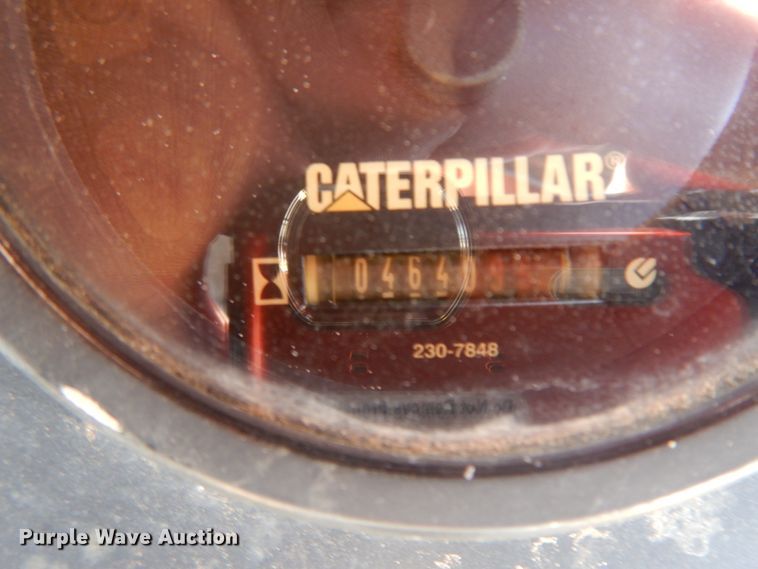 CATERPILLAR®
0464
230-7848
Purple Wave Auction